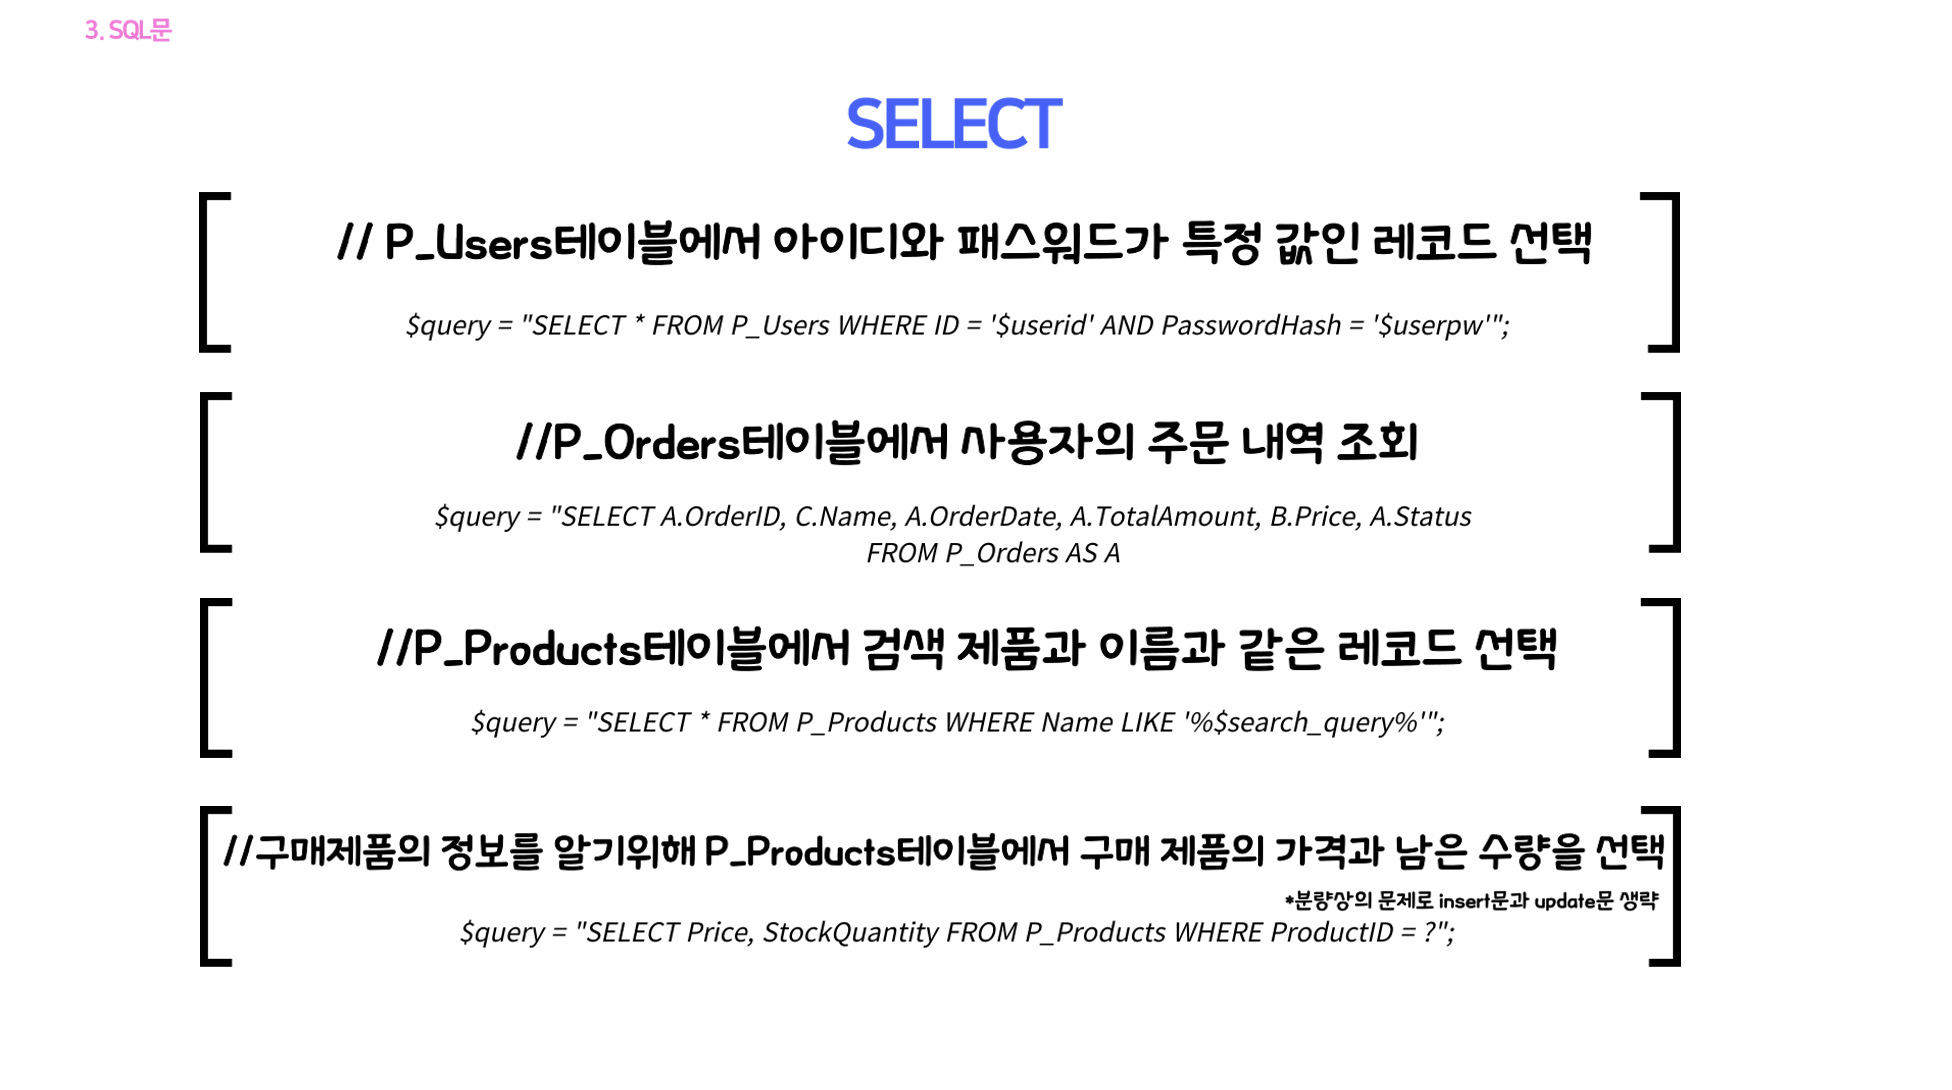 3. SQL문
SELECT
// P_Users테이블에서 아이디와 패스워드가 특정 값인 레코드 선택
$query = "SELECT * FROM P_Users WHERE ID = '$userid' AND PasswordHash = '$userpw'";
//P_Orders테이블에서 사용자의 주문 내역 조회
$query = "SELECT A.OrderID, C.Name, A.OrderDate, A.TotalAmount, B.Price, A.Status
FROM P_Orders AS A
//P_Products테이블에서 검색 제품과 이름과 같은 레코드 선택
$query = "SELECT * FROM P_Products WHERE Name LIKE '%$search_query%'";
//구매제품의 정보를 알기위해 P_Products테이블에서 구매 제품의 가격과 남은 수량을 선택
*분량상의 문제로 insert문과 update문 생략
$query = "SELECT Price, StockQuantity FROM P_Products WHERE ProductID = ?";